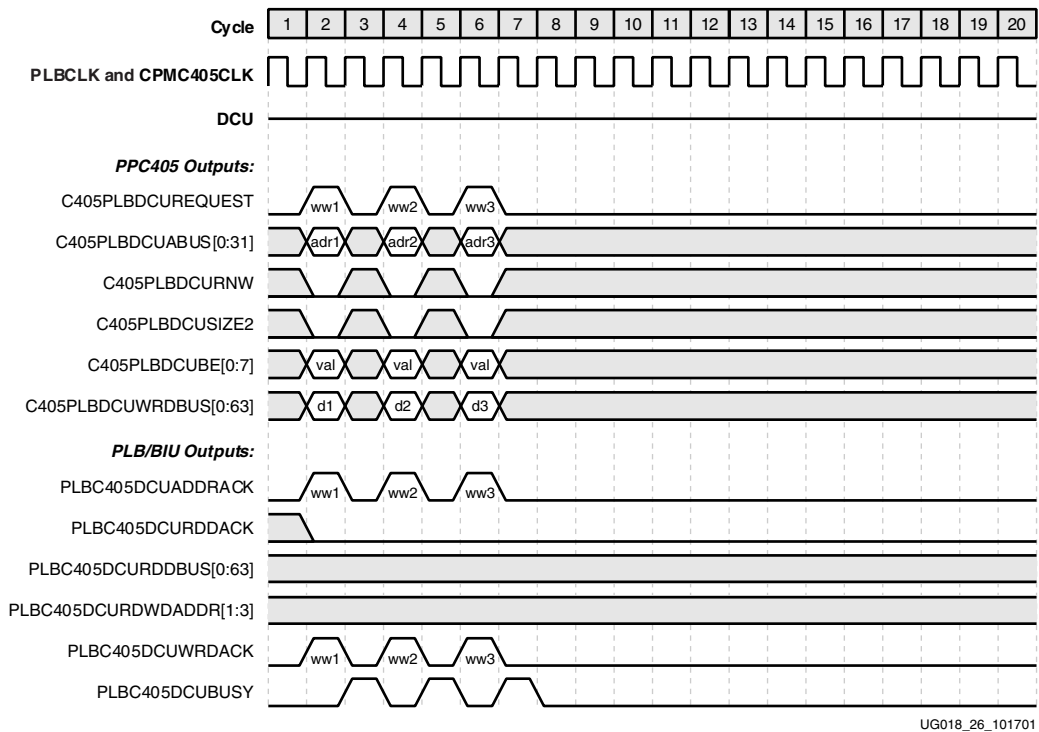 Cycle 1 2 3 4 5 6 7 8 9 10 11 12 13 14 15 16 17 18 19 20
PLBCLK and CPMC405CLK
DCU
PPC405 Outputs:
C405PLBDCUREQUEST ww1 ww2 ww3
C405PLBDCUABUS[0:31] adr1 adr2 adr3
C405PLBDCURNW
C405PLBDCUSIZE2
C405PLBDCUBE[0:7] val val val
C405PLBDCUWRDBUS[0:63] d1 d2 d3
PLB/BIU Outputs:
PLBC405DCUADDRACK ww1 ww2 ww3
PLBC405DCURDDACK
PLBC405DCURDDBUS[0:63]
PLBC405DCURDWDADDR[1:3]
PLBC405DCUWRDACK ww1 ww2 ww3
PLBC405DCUBUSY
UG018_26_101701